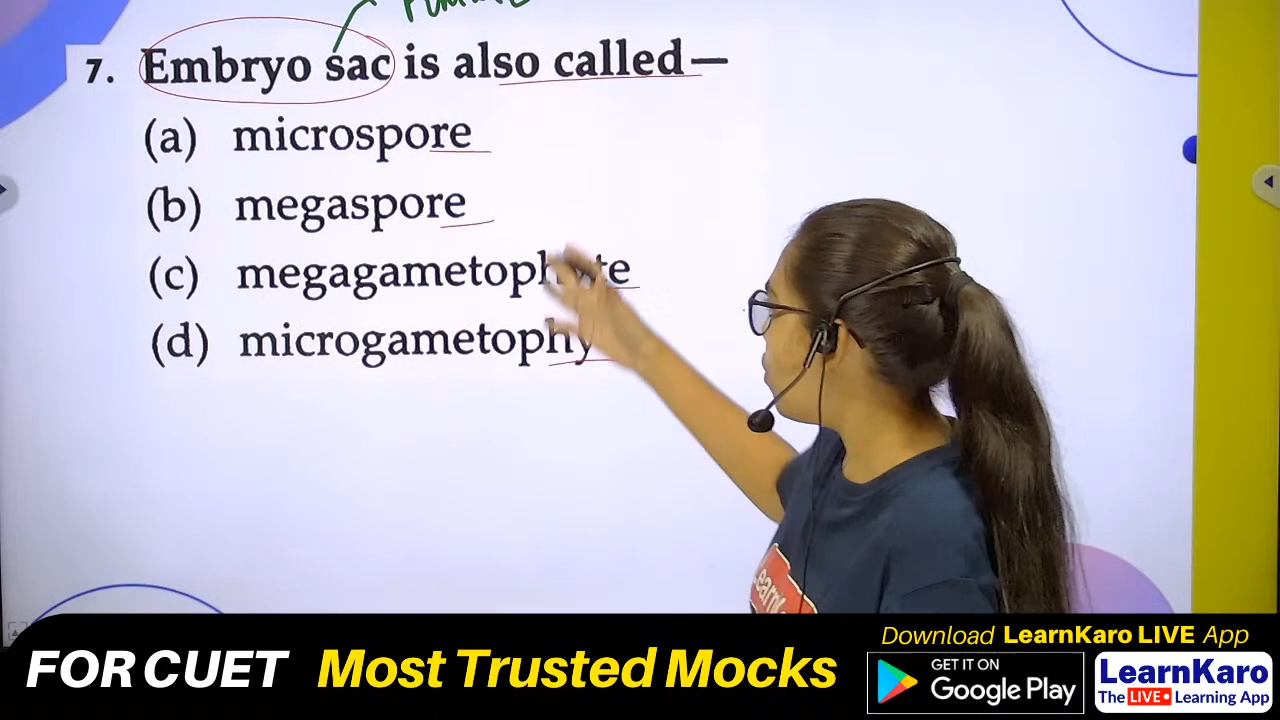 7. Embryo sac is also called—
(a) microspore
(b) megaspore
(c) megagametophyte
(d) microgametophy
FOR CUET Most Trusted Mocks
Download LearnKaro LIVE App
GET IT ON
Google Play
LearnKaro
The LIVE Learning App